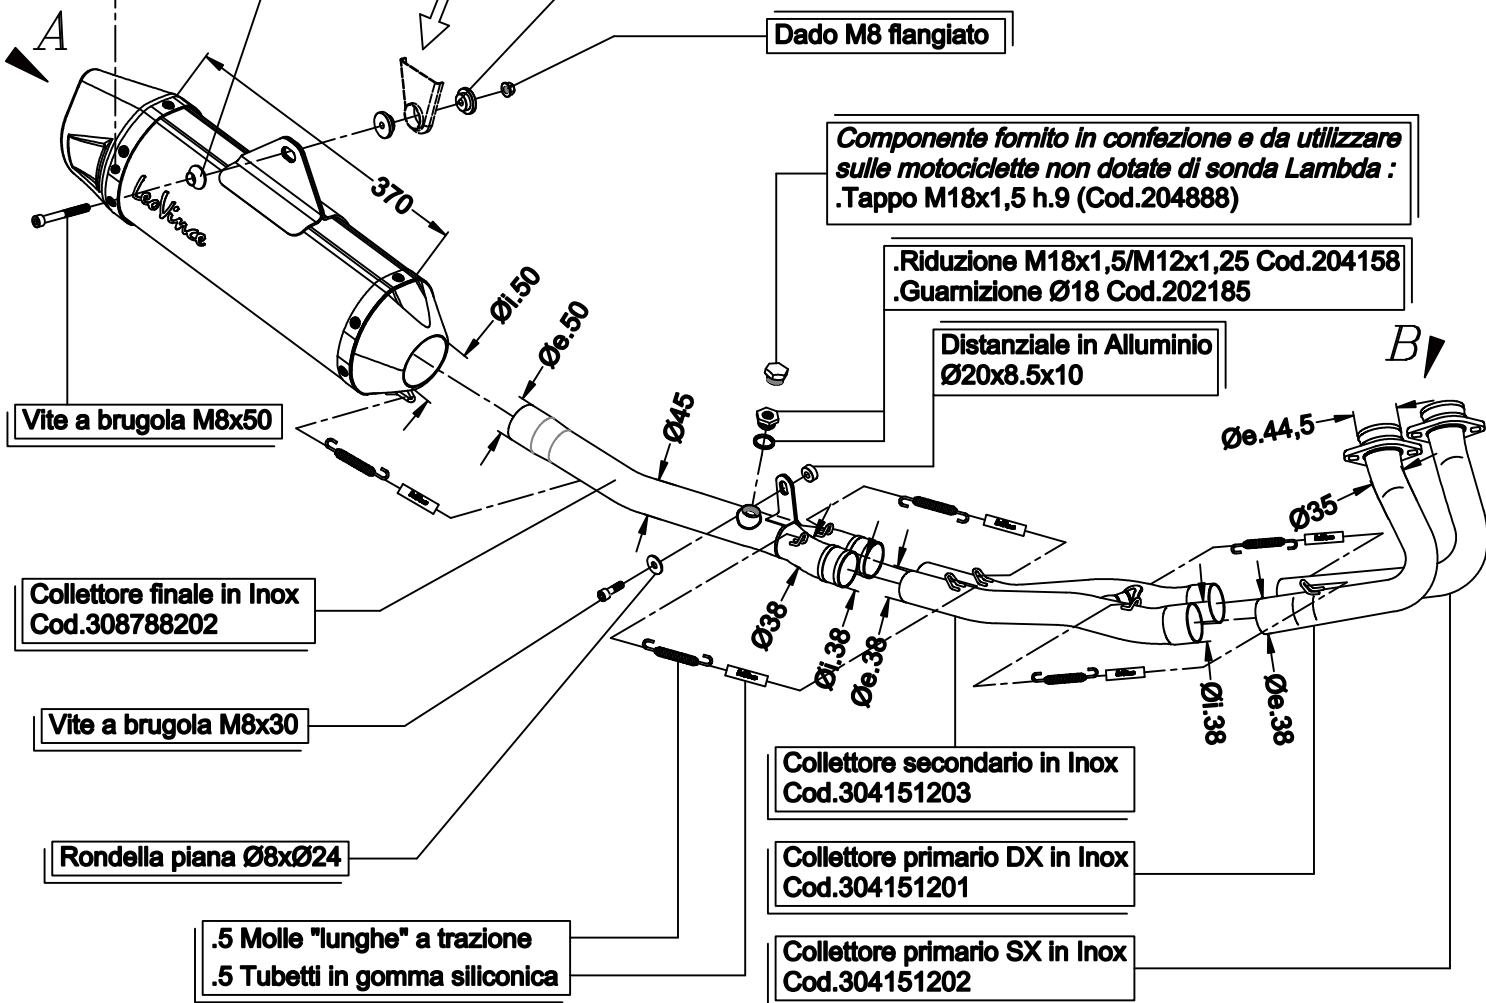 A
Dado M8 flangiato
Componente fornito in confezione e da utilizzare
sulle motociclette non dotate di sonda Lambda :
.Tappo M18x1,5 h.9 (Cod.204888)
370
LeoVince
.Riduzione M18x1,5/M12x1,25 Cod.204158
.Guarnizione Ø18 Cod.202185
Øi.50
Øe.50
Distanziale in Alluminio
Ø20x8.5x10
B
Vite a brugola M8x50
Ø45
Øe.44,5
Ø35
Collettore finale in Inox
Cod.308788202
Ø38
Øi.38
Øe.38
Øi.38
Øe.38
Vite a brugola M8x30
Collettore secondario in Inox
Cod.304151203
Rondella piana Ø8xØ24
Collettore primario DX in Inox
Cod.304151201
.5 Molle "lunghe" a trazione
.5 Tubetti in gomma siliconica
Collettore primario SX in Inox
Cod.304151202